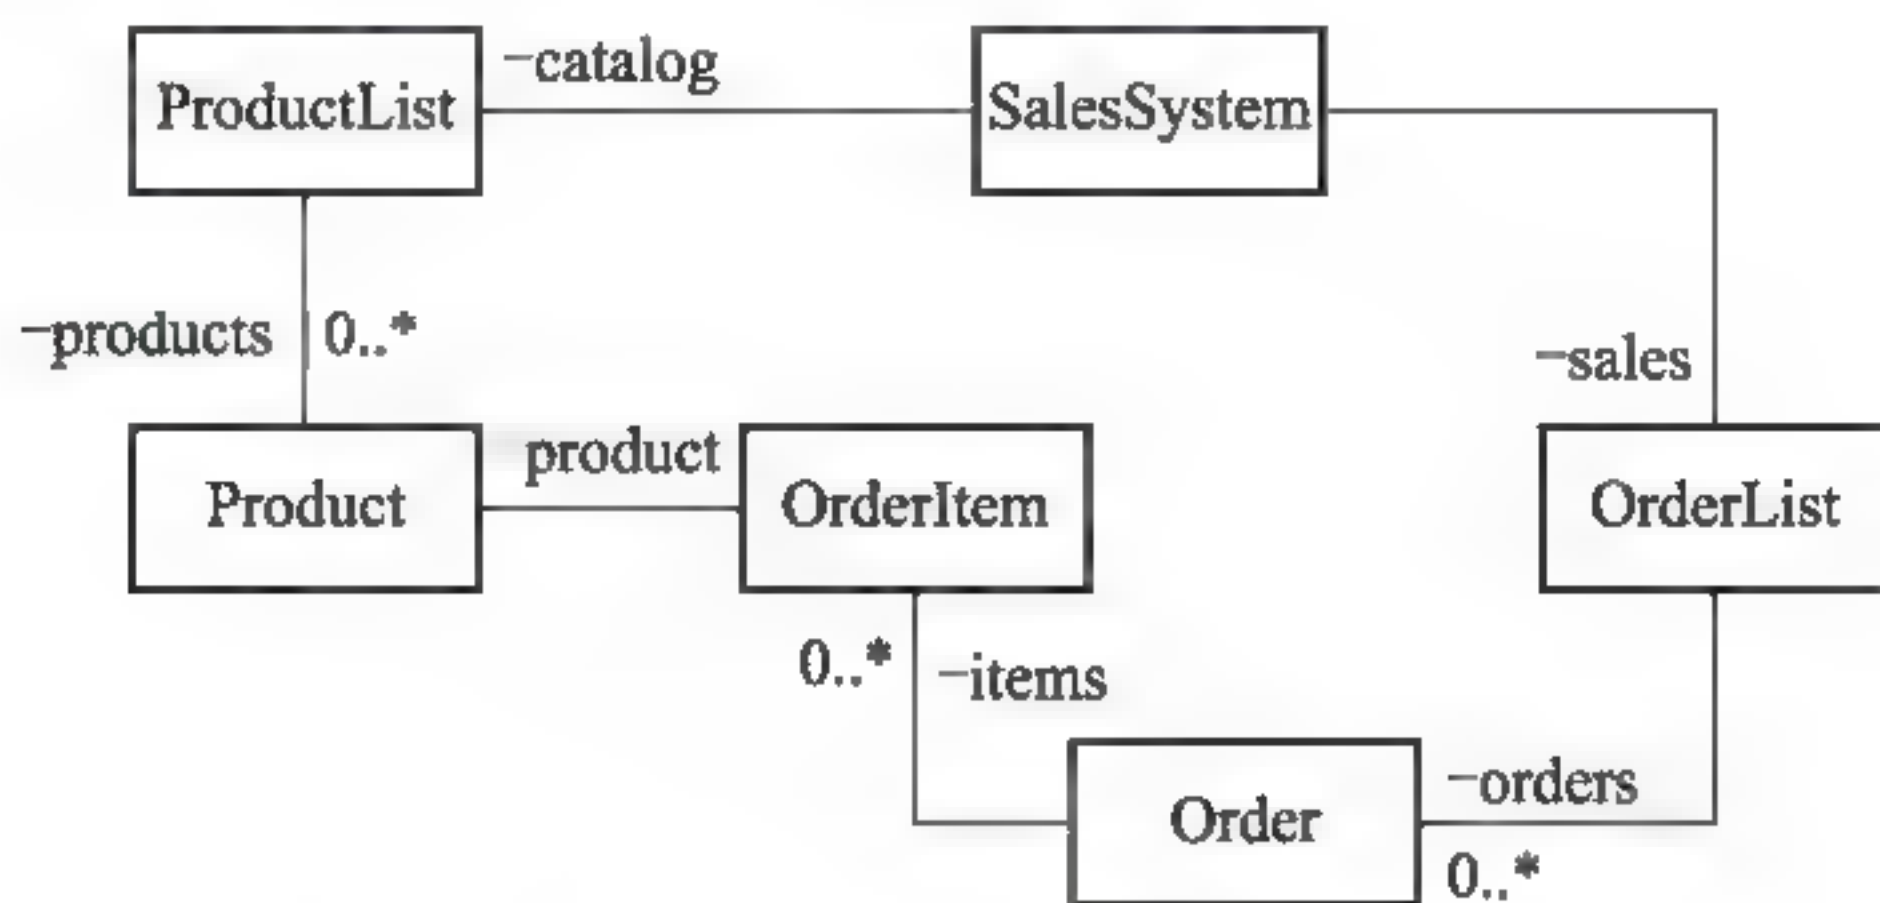 ProductList
−catalog
SalesSystem
−products
0..*
−sales
Product
product
OrderItem
OrderList
0..*
−items
Order
−orders
0..*